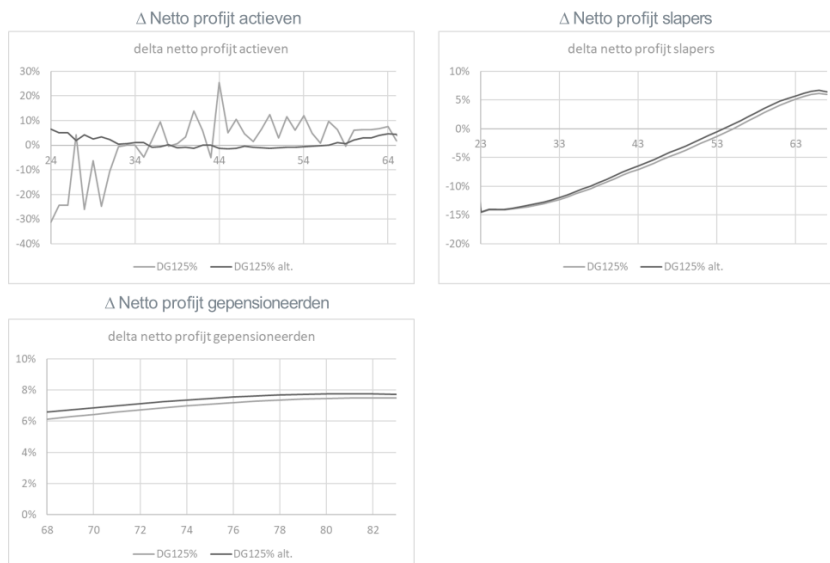 Δ Netto profijt actieven
delta netto profijt actieven
30%
20%
10%
0%
-10%
-20%
-30%
-40%
24 34 44 54 64
DG125% DG125% alt.
Δ Netto profijt slapers
delta netto profijt slapers
10%
5%
0%
-5%
-10%
-15%
-20%
23 33 43 53 63
DG125% DG125% alt.
Δ Netto profijt gepensioneerden
delta netto profijt gepensioneerden
10%
8%
6%
4%
2%
0%
68 70 72 74 76 78 80 82
DG125% DG125% alt.